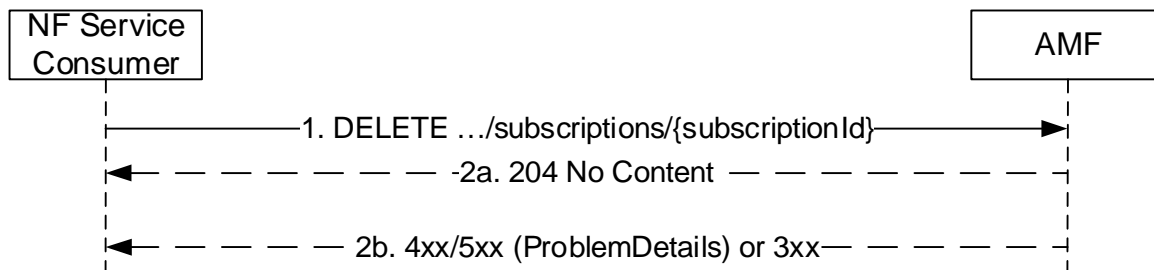 NF Service
Consumer
AMF
1. DELETE …/subscriptions/{subscriptionId}
2a. 204 No Content
2b. 4xx/5xx (ProblemDetails) or 3xx